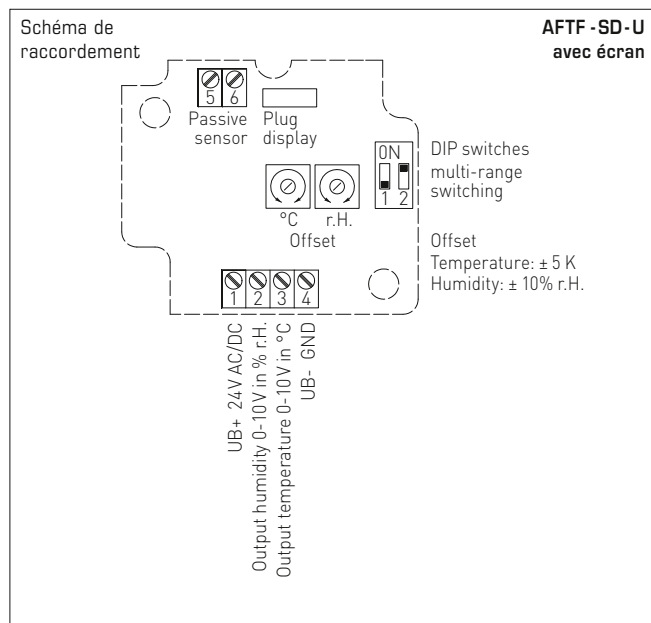 Schéma de
raccordement
AFTF - SD - U
avec écran
5 6
Passive
sensor
Plug
display
ON
1 2
DIP switches
multi-range
switching
°C r.H.
Offset
Offset
Temperature: ± 5 K
Humidity: ± 10% r.H.
1 2 3 4
UB+ 24V AC/DC
Output humidity 0-10V in % r.H.
Output temperature 0-10V in °C
UB- GND